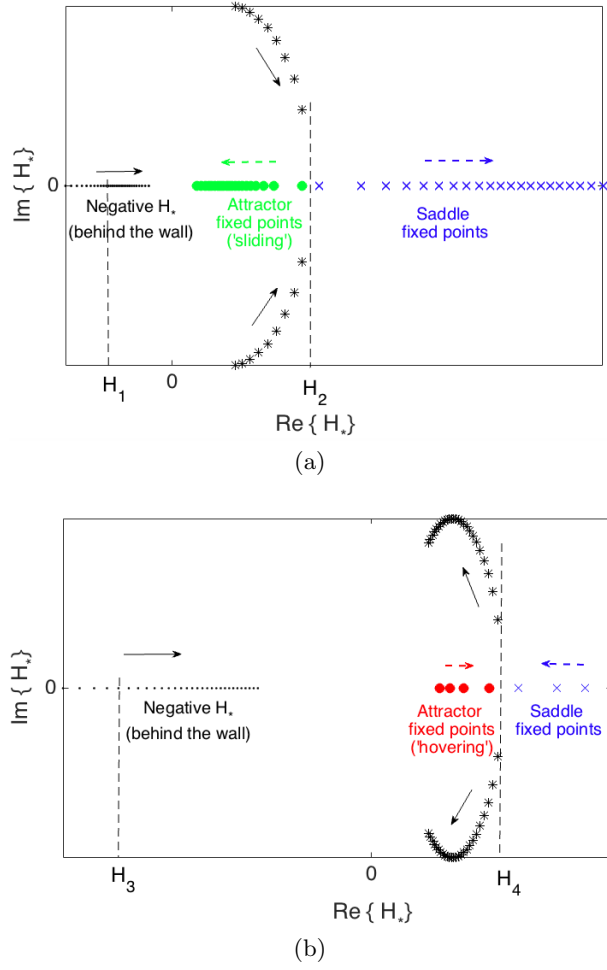 Im{ H* }
0
Negative H*
(behind the wall)
Attractor
fixed points
('sliding')
Saddle
fixed points
H1
0
H2
Re{ H* }
(a)
Im{ H* }
0
Negative H*
(behind the wall)
Attractor
fixed points
('hovering')
Saddle
fixed points
H3
0
H4
Re{ H* }
(b)